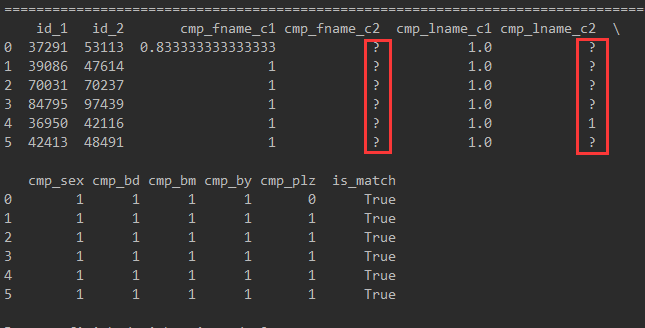 ================================================================================
id_1 id_2 cmp_fname_c1 cmp_fname_c2 cmp_lname_c1 cmp_lname_c2 \
0 37291 53113 0.833333333333333 ? 1.0 ?
1 39086 47614 1 ? 1.0 ?
2 70031 70237 1 ? 1.0 ?
3 84795 97439 1 ? 1.0 ?
4 36950 42116 1 ? 1.0 1
5 42413 48491 1 ? 1.0 ?
cmp_sex cmp_bd cmp_bm cmp_by cmp_plz is_match
0 1 1 1 1 0 True
1 1 1 1 1 1 True
2 1 1 1 1 1 True
3 1 1 1 1 1 True
4 1 1 1 1 1 True
5 1 1 1 1 1 True